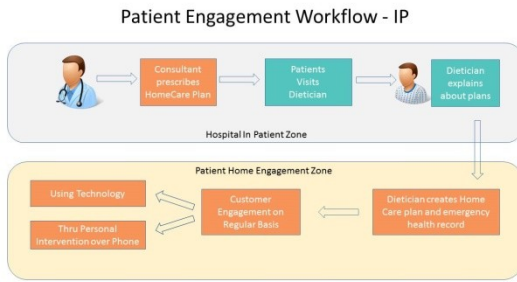 Patient Engagement Workflow - IP
Consultant
prescribes
HomeCare Plan
Patients
Visits
Dietician
Dietician
explains
about plans
Hospital In Patient Zone
Patient Home Engagement Zone
Using Technology
Thru Personal
Intervention over Phone
Customer
Engagement on
Regular Basis
Dietician creates Home
Care plan and emergency
health record